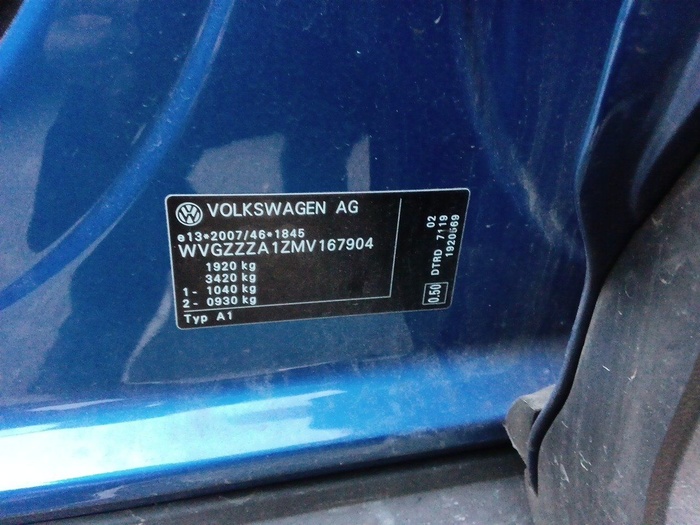 VOLKSWAGEN AG
e13*2007/46*1845
WVGZZZA1ZMV167904
1920 kg
3420 kg
1 - 1040 kg
2 - 0930 kg
Typ A1
02
DTRD 7119
1920569
0.50